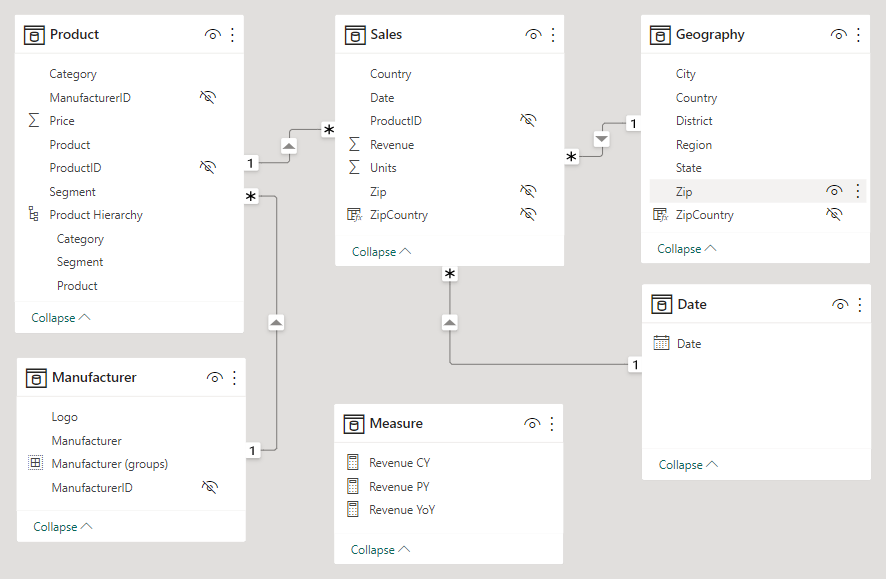 Product
Category
ManufacturerID
Price
Product
ProductID
Segment
Product Hierarchy
Category
Segment
Product
Collapse
Sales
Country
Date
ProductID
Revenue
Units
Zip
ZipCountry
Collapse
Geography
City
Country
District
Region
State
Zip
ZipCountry
Collapse
1
*
*
1
*
1
*
1
Manufacturer
Logo
Manufacturer
Manufacturer (groups)
ManufacturerID
Collapse
Measure
Revenue CY
Revenue PY
Revenue YoY
Collapse
Date
Date
Collapse